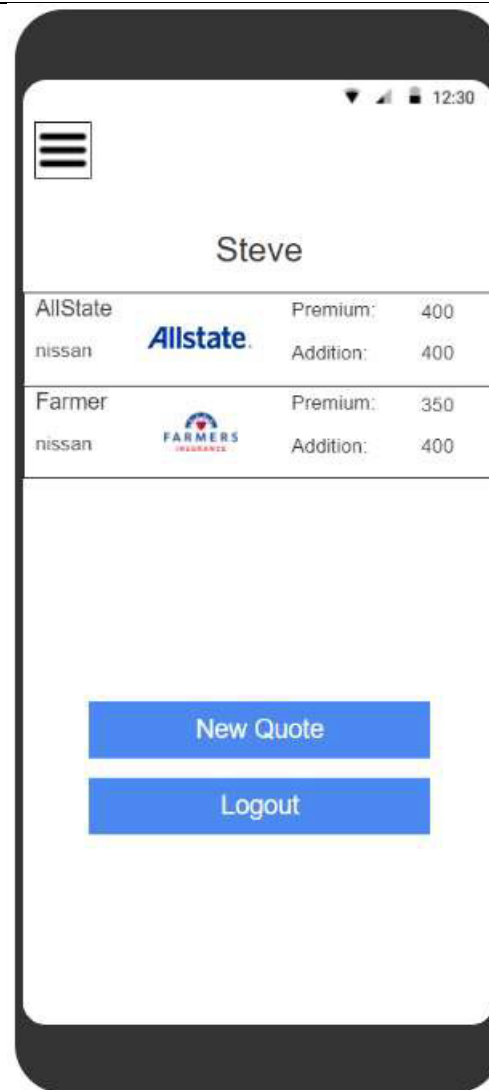 12:30
Steve
AllState
Allstate.
Premium: 400
nissan
Addition: 400
Farmer
FARMERS
INSURANCE
Premium: 350
nissan
Addition: 400
New Quote
Logout